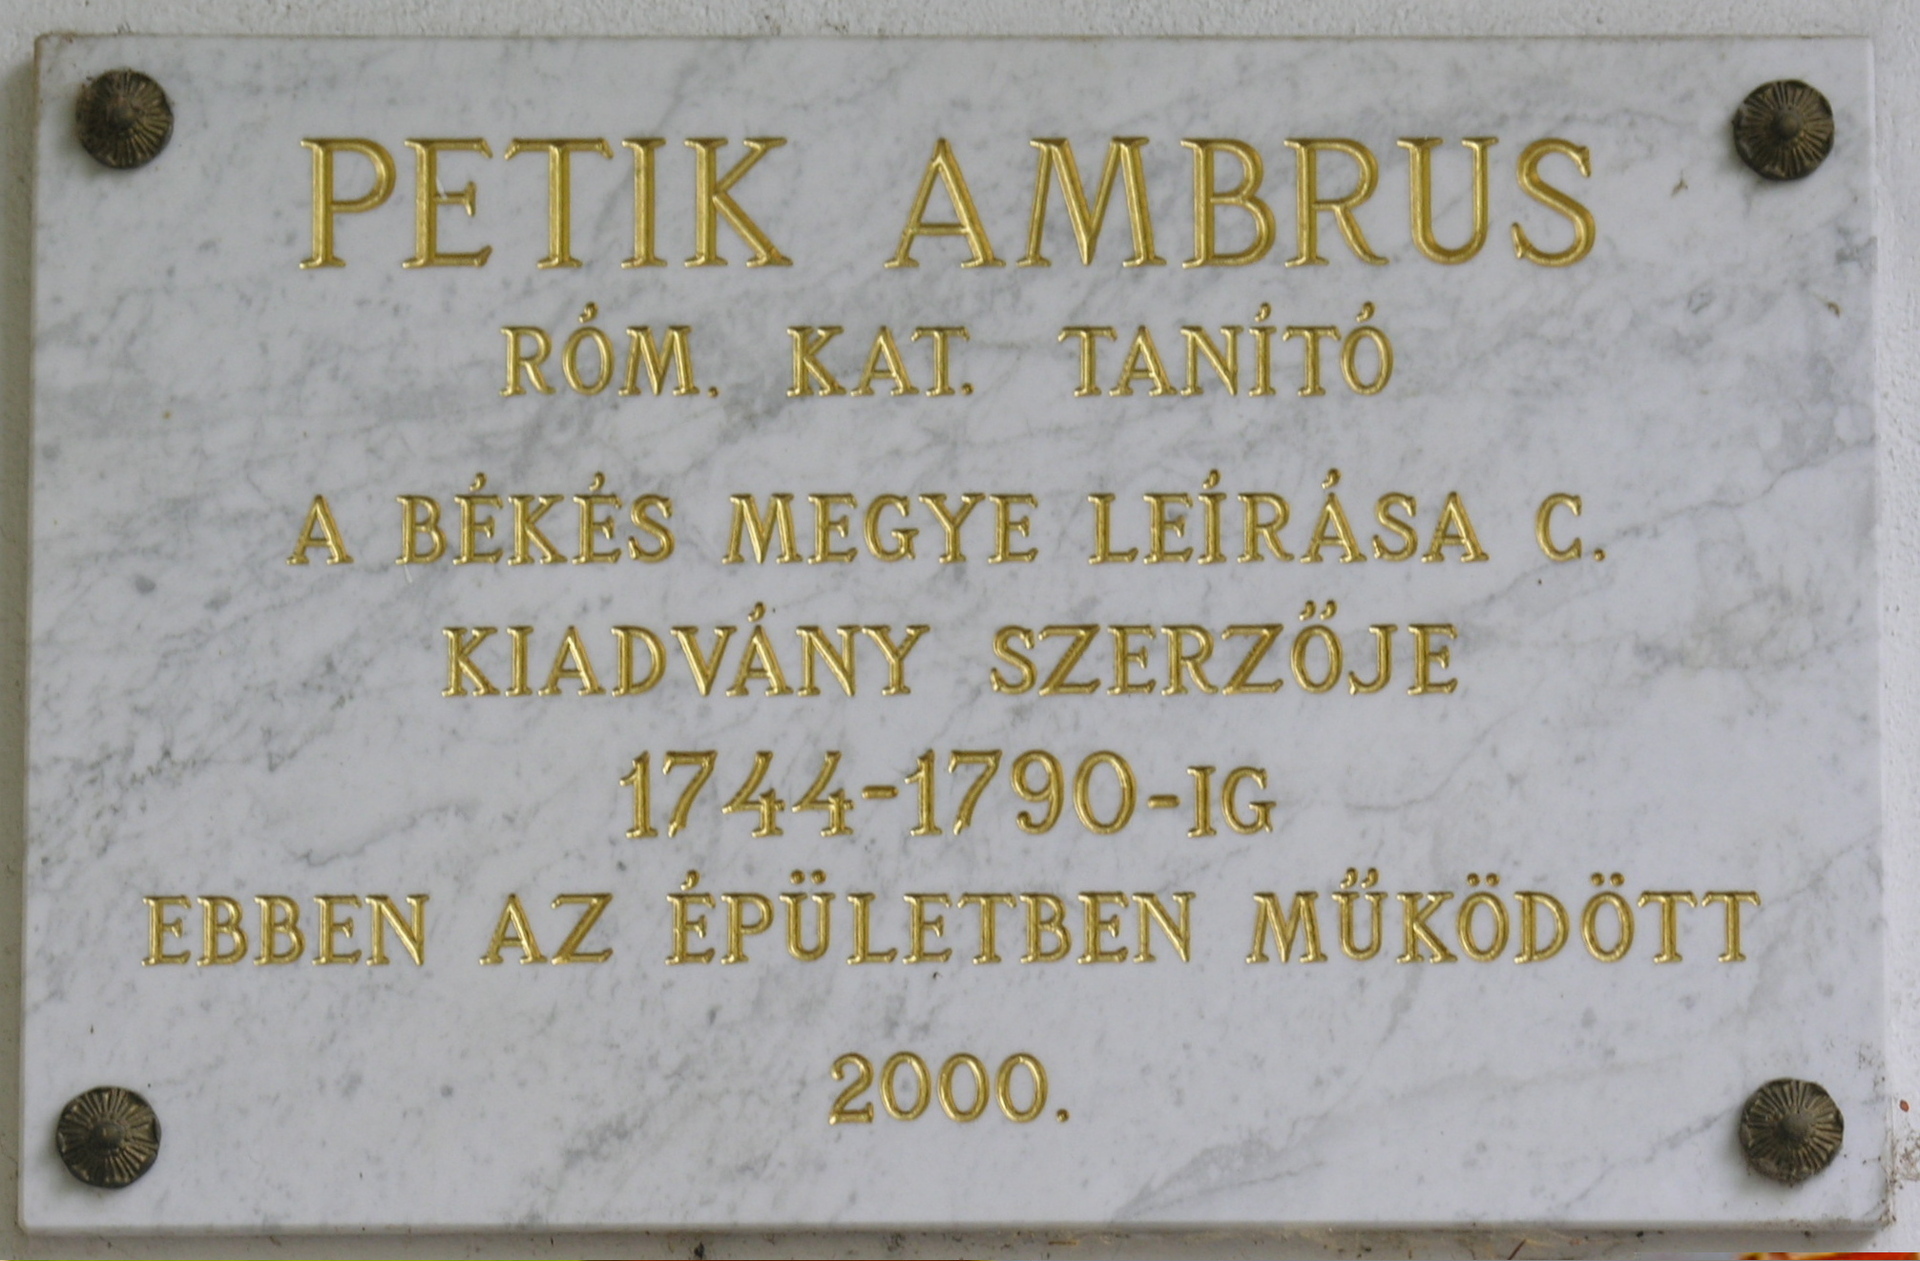 PETIK AMBRUS
RÓM. KAT. TANÍTÓ
A BÉKÉS MEGYE LEÍRÁSA C.
KIADVÁNY SZERZŐJE
1744-1790-IG
EBBEN AZ ÉPÜLETBEN MŰKÖDÖTT
2000.